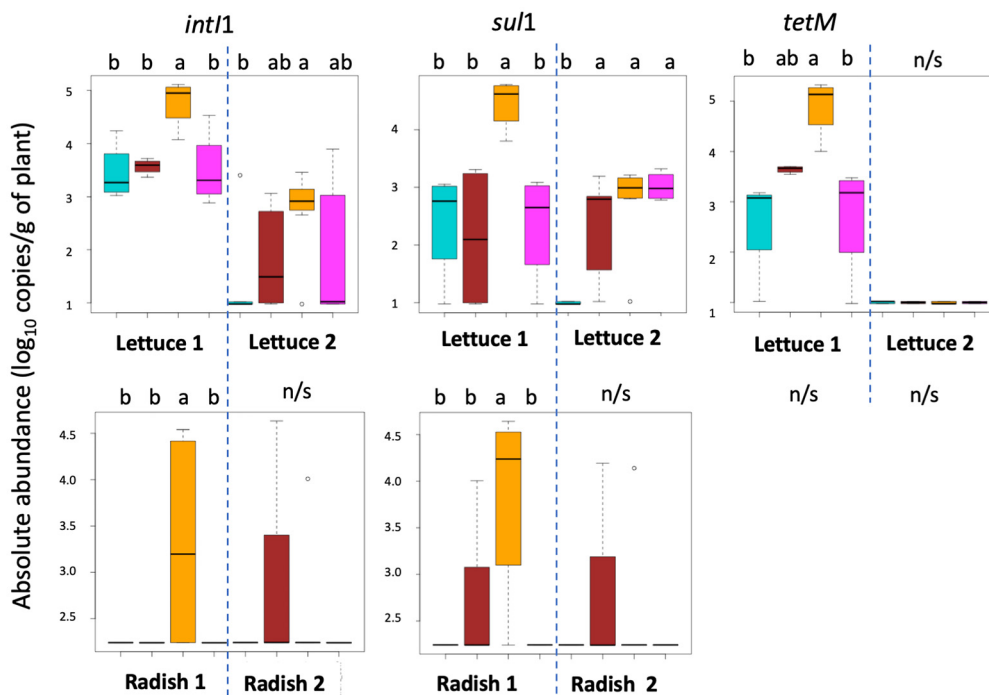 intI1 sul1 tetM
b b a b b ab a ab
b b a b b a a a
b ab a b n/s
5
4
3
2
1
4
3
2
1
5
4
3
2
1
Absolute abundance (log10 copies/g of plant)
Lettuce 1 Lettuce 2
Lettuce 1 Lettuce 2
Lettuce 1 Lettuce 2
b b a b n/s
b b a b n/s
n/s n/s
4.5
4.0
3.5
3.0
2.5
4.5
4.0
3.5
3.0
2.5
Radish 1 Radish 2
Radish 1 Radish 2